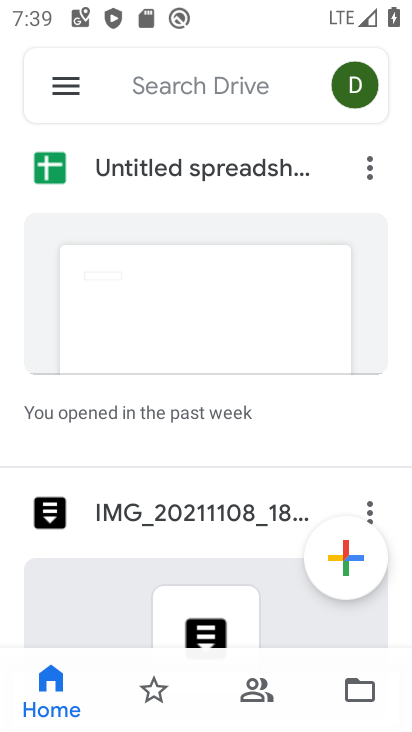 7:39
LTE
Search Drive
D
Untitled spreadsh...
You opened in the past week
IMG_20211108_18...
Home